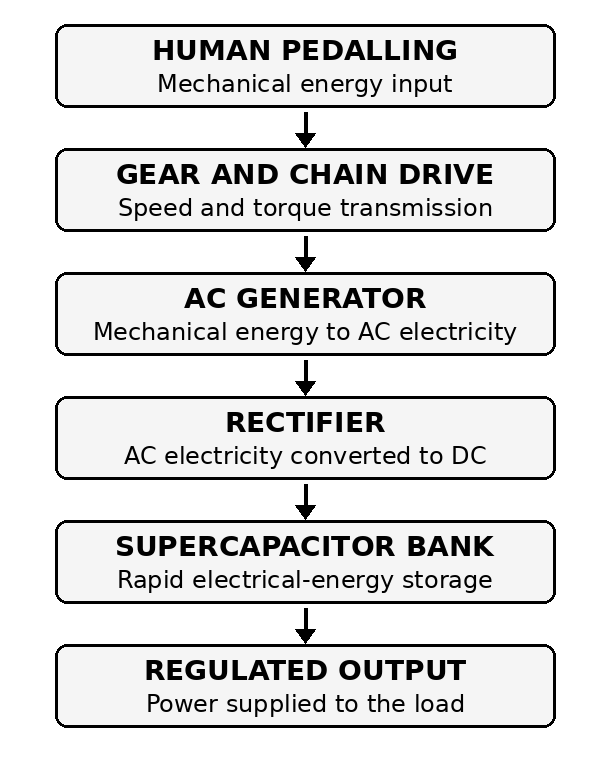 HUMAN PEDALLING
Mechanical energy input
GEAR AND CHAIN DRIVE
Speed and torque transmission
AC GENERATOR
Mechanical energy to AC electricity
RECTIFIER
AC electricity converted to DC
SUPERCAPACITOR BANK
Rapid electrical-energy storage
REGULATED OUTPUT
Power supplied to the load